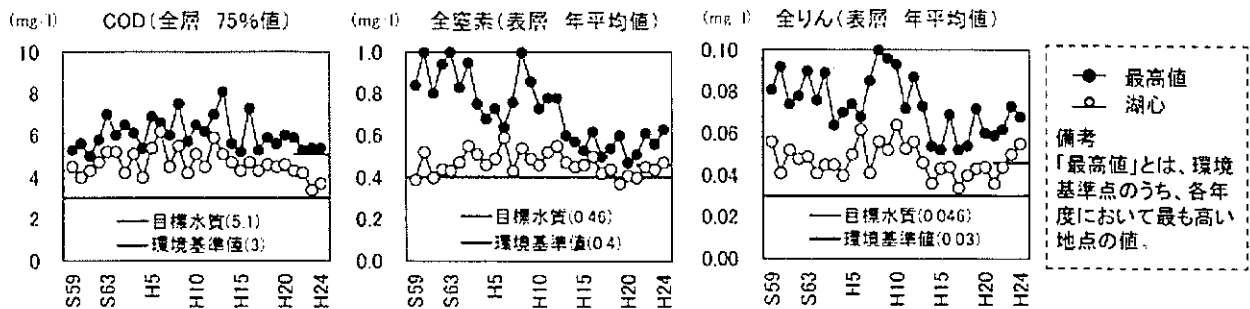 (mg/l) COD(全層 75%値)
10
8
6
4
2
0
目標水質(5.1)
環境基準値(3)
S59
S63
H5
H10
H15
H20
H24
(mg/l) 全窒素(表層 年平均値)
1.0
0.8
0.6
0.4
0.2
0.0
目標水質(0.46)
環境基準値(0.4)
S59
S63
H5
H10
H15
H20
H24
(mg/l) 全りん(表層 年平均値)
0.10
0.08
0.06
0.04
0.02
0.00
目標水質(0.046)
環境基準値(0.03)
S59
S63
H5
H10
H15
H20
H24
最高値
湖心
備考
「最高値」とは、環境
基準点のうち、各年
度において最も高い
地点の値。